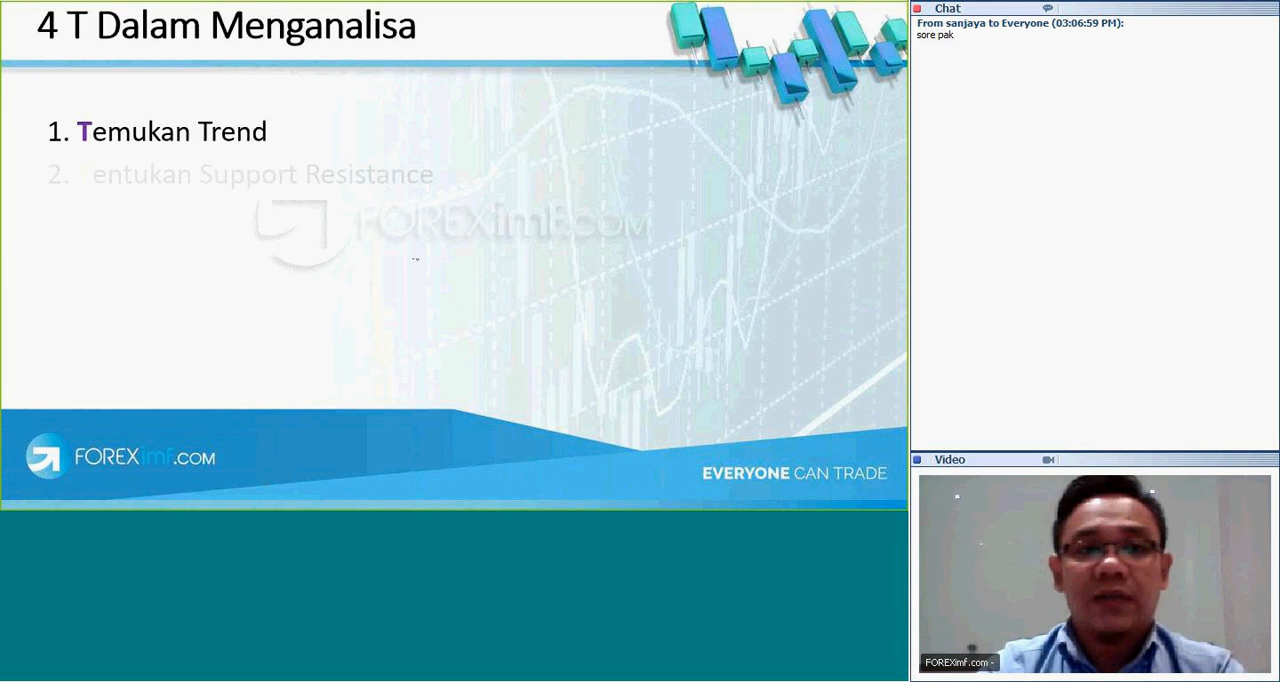 4 T Dalam Menganalisa
1. Temukan Trend
2. Tentukan Support Resistance
FOREXimf.COM
FOREXimf.COM
EVERYONE CAN TRADE
Chat
From sanjaya to Everyone (03:06:59 PM):
sore pak
Video
FOREXimf.com -